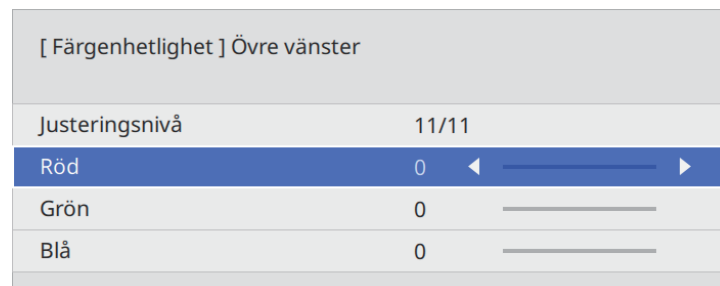 [ Färgenhetlighet ] Övre vänster
Justeringsnivå 11/11
Röd 0
Grön 0
Blå 0